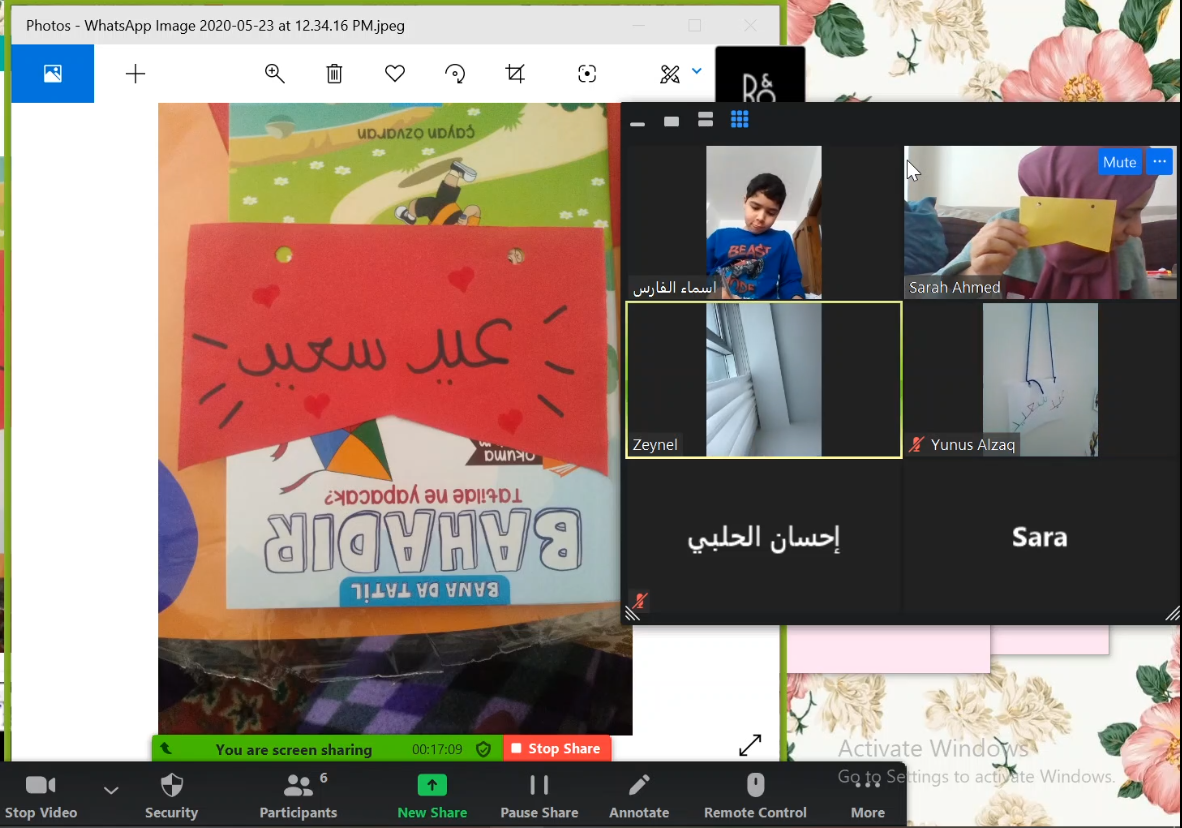 Photos - WhatsApp Image 2020-05-23 at 12.34.16 PM.jpeg
R&
çayan özvaran
عيد سعيد
okuma
Tatilde ne yapacak?
BAHADIR
BANA DA TATİL
Mute
BEAST
MODE
اسماء الفارس
Sarah Ahmed
Zeynel
Yunus Alzaq
إحسان الحلبي
Sara
You are screen sharing
00:17:09
Stop Share
Activate Windows
Go to Settings to activate Windows.
Stop Video
Security
Participants
6
New Share
Pause Share
Annotate
Remote Control
More